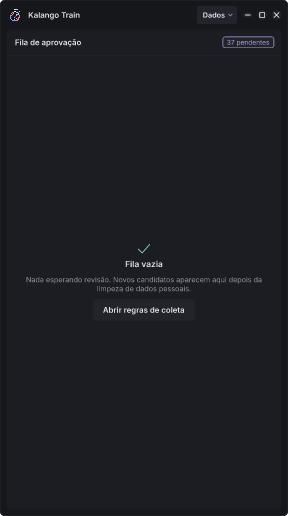 Kalango Train
Dados
Fila de aprovação
37 pendentes
Fila vazia
Nada esperando revisão. Novos candidatos aparecem aqui depois da
limpeza de dados pessoais.
Abrir regras de coleta